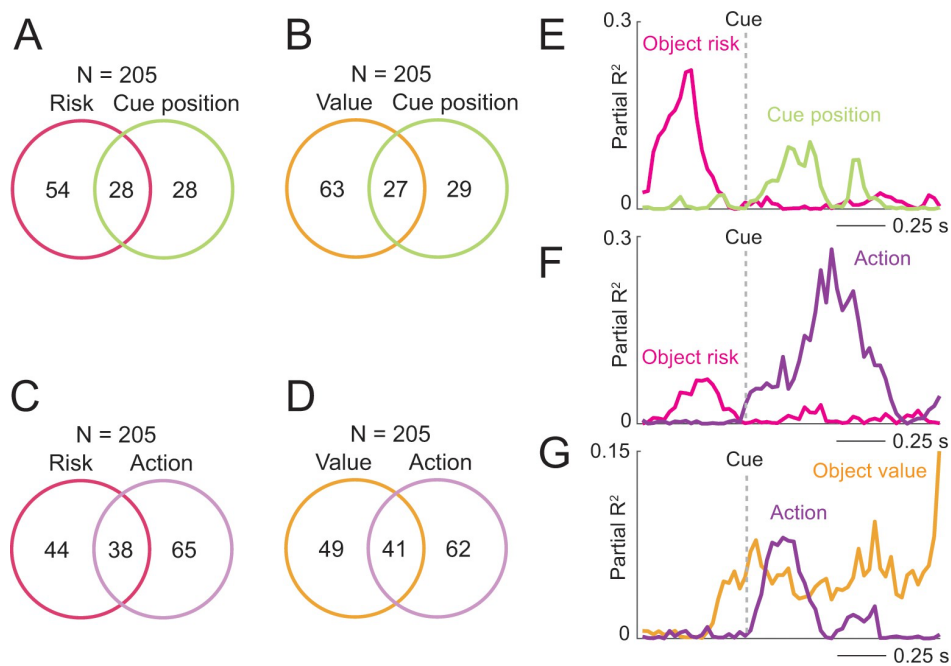 A
N = 205
Risk Cue position
54 28 28
B
N = 205
Value Cue position
63 27 29
C
N = 205
Risk Action
44 38 65
D
N = 205
Value Action
49 41 62
E
Cue
0.3
Object risk
Partial R²
Cue position
0
0.25 s
F
Cue
0.3
Action
Partial R²
Object risk
0
0.25 s
G
Cue
0.15
Object value
Action
Partial R²
0
0.25 s